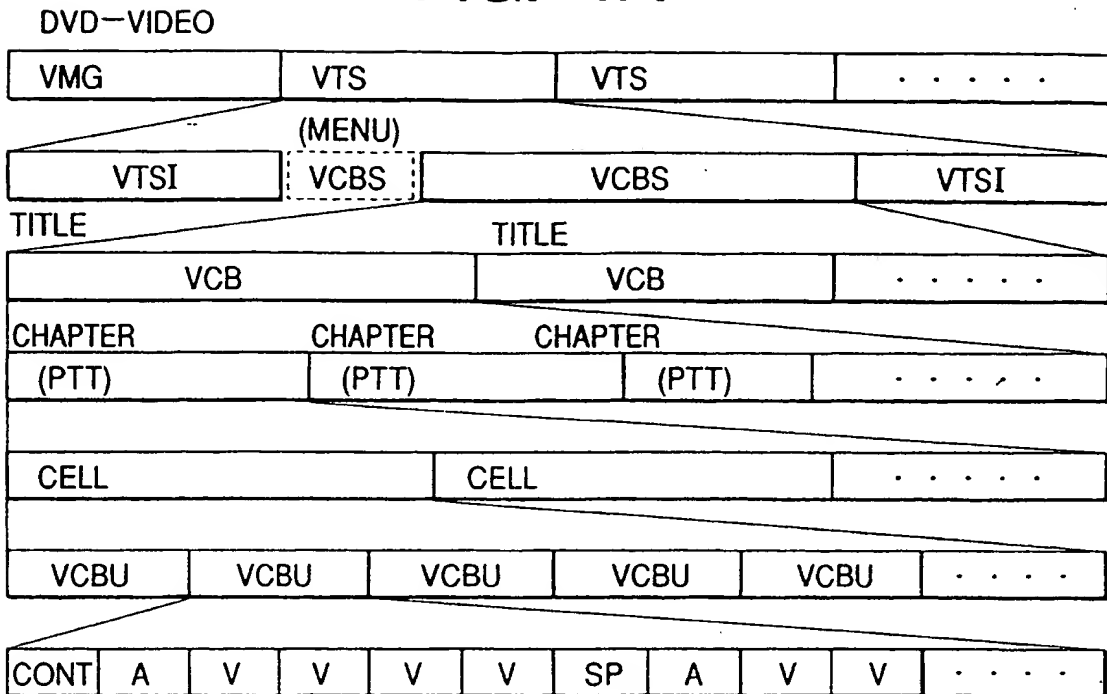 DVD-VIDEO
VMG VTS VTS . . . . .
(MENU)
VTSI VCBS VCBS VTSI
TITLE TITLE
VCB VCB . . . . .
CHAPTER CHAPTER CHAPTER
(PTT) (PTT) (PTT) . . . . .
CELL CELL . . . . .
VCBU VCBU VCBU VCBU VCBU . . . .
CONT A V V V V SP A V V . . . .